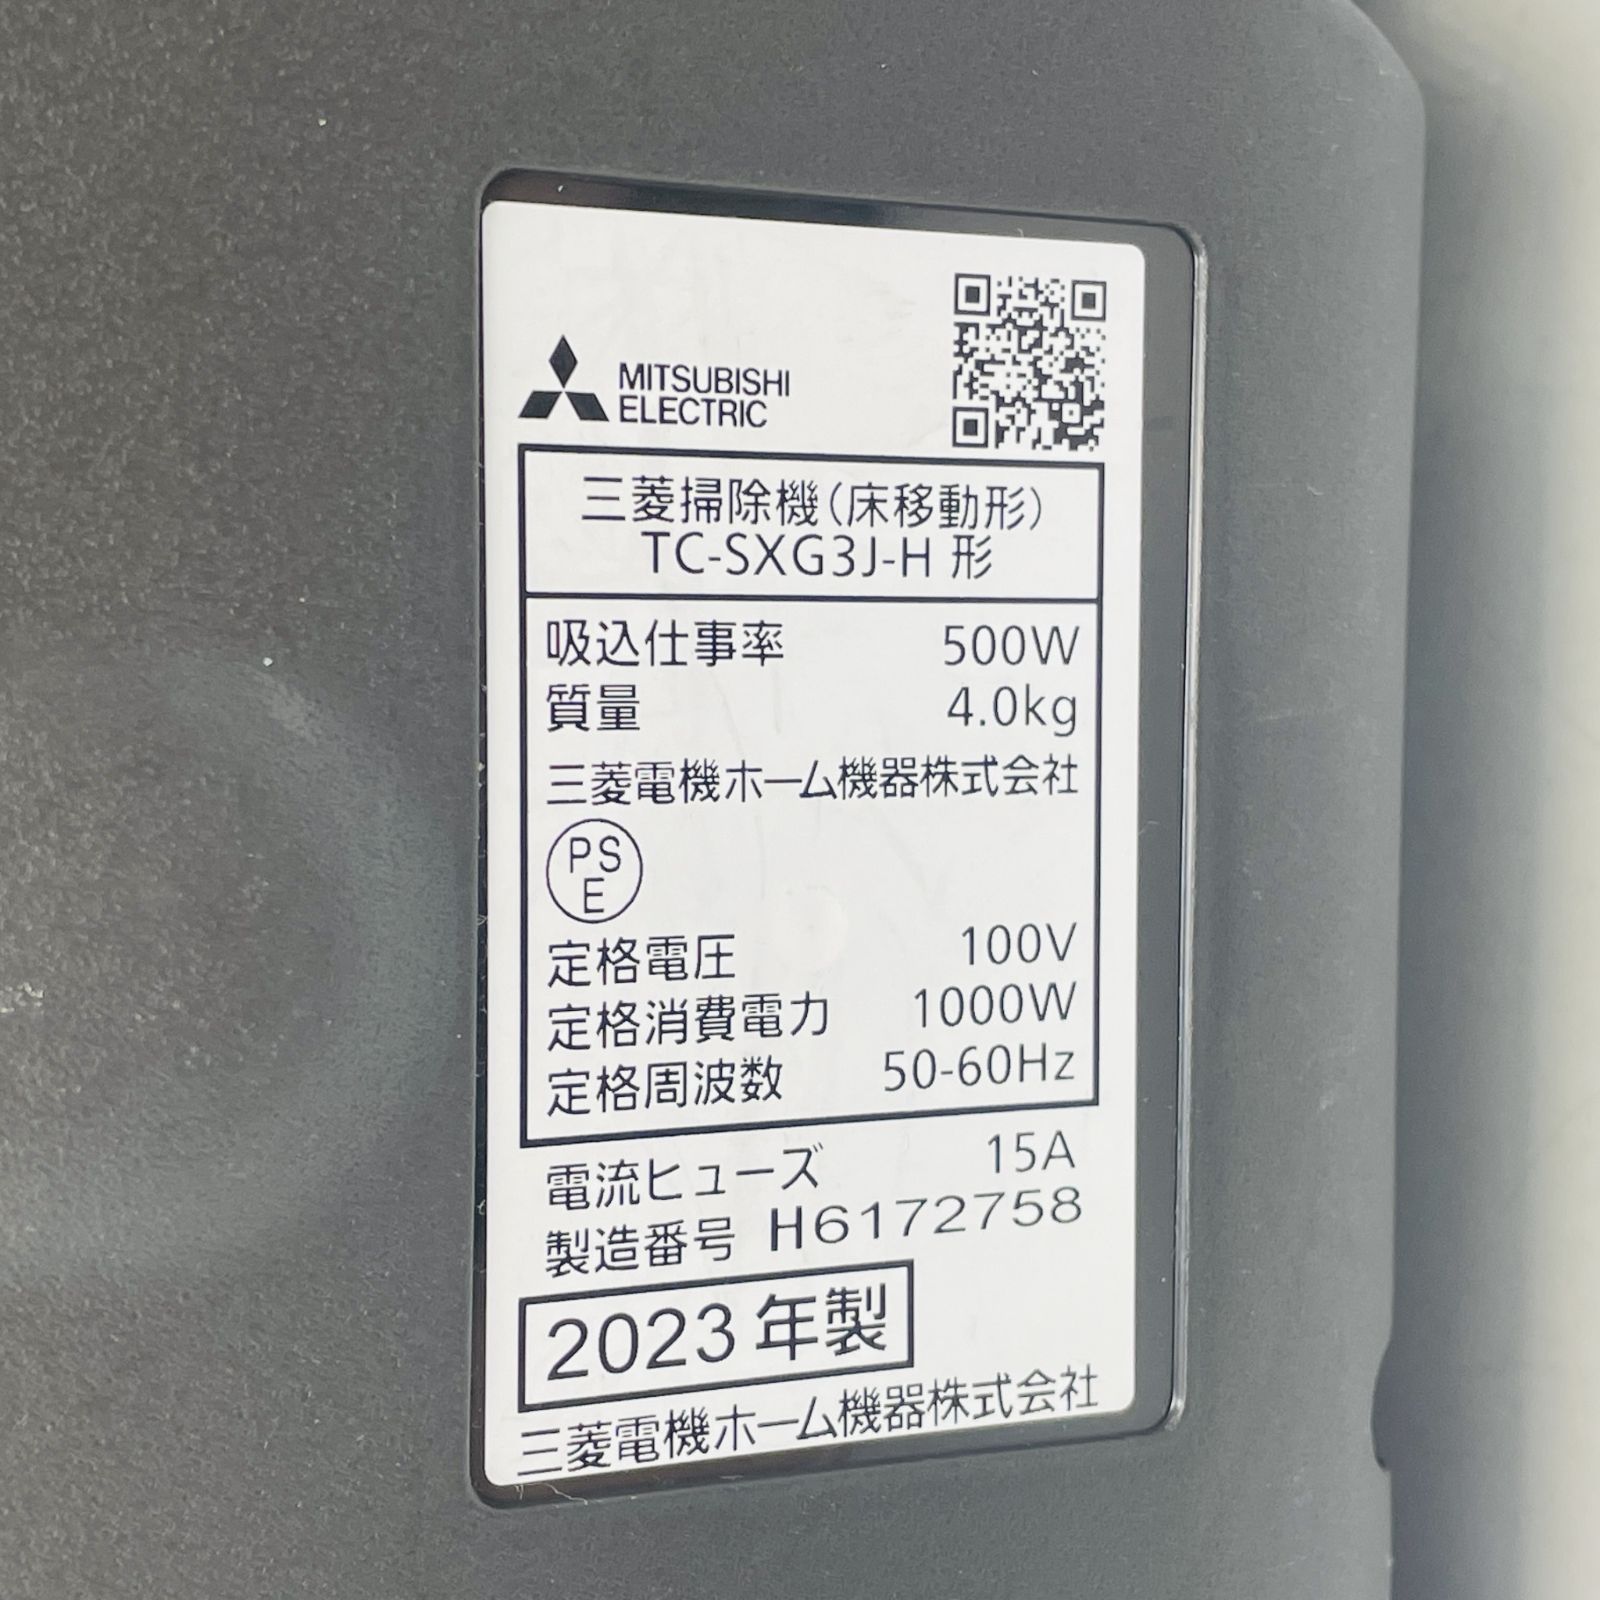 MITSUBISHI
ELECTRIC
三菱掃除機(床移動形)
TC-SXG3J-H 形
吸込仕事率 500W
質量 4.0kg
三菱電機ホーム機器株式会社
PS
E
定格電圧 100V
定格消費電力 1000W
定格周波数 50-60Hz
電流ヒューズ 15A
製造番号 H6172758
2023年製
三菱電機ホーム機器株式会社